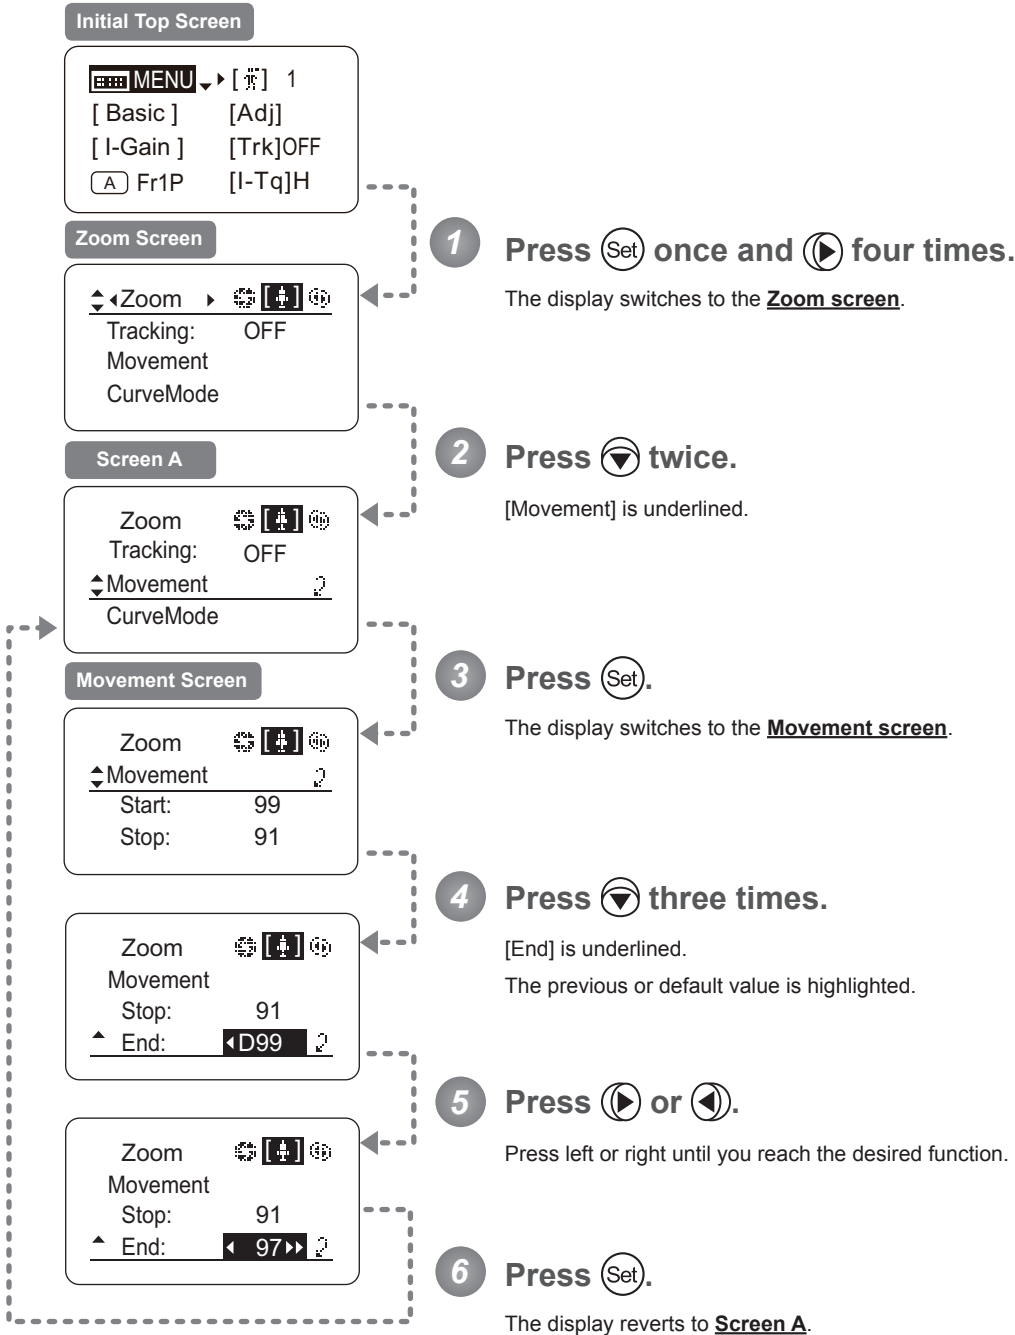 Initial Top Screen
MENU [ ] 1
[ Basic ] [Adj]
[ I-Gain ] [Trk]OFF
A Fr1P [I-Tq]H
1 Press Set once and four times.
The display switches to the Zoom screen.
Zoom Screen
Zoom [ ]
Tracking: OFF
Movement
CurveMode
2 Press twice.
[Movement] is underlined.
Screen A
Zoom [ ]
Tracking: OFF
Movement
CurveMode
3 Press Set.
The display switches to the Movement screen.
Movement Screen
Zoom [ ]
Movement
Start: 99
Stop: 91
4 Press three times.
[End] is underlined.
The previous or default value is highlighted.
Zoom [ ]
Movement
Stop: 91
End: D99
5 Press or .
Press left or right until you reach the desired function.
Zoom [ ]
Movement
Stop: 91
End: 97
6 Press Set.
The display reverts to Screen A.